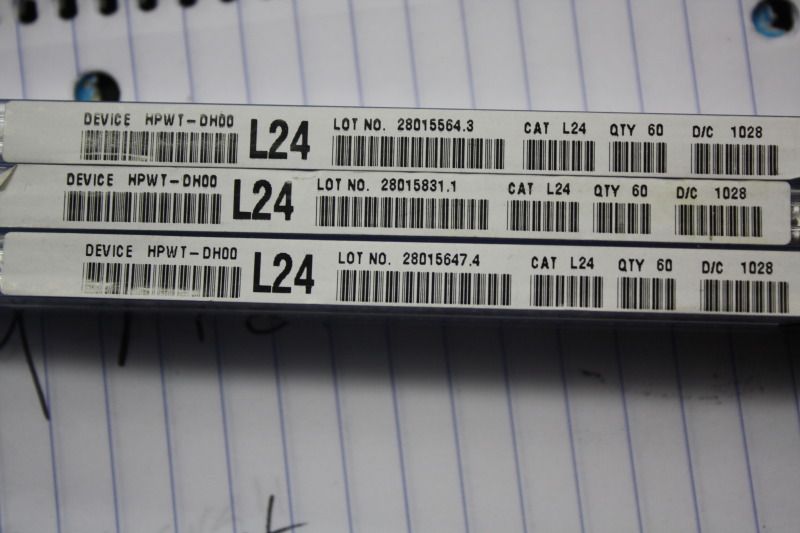 DEVICE HPWT-DH00 L24 LOT NO. 28015564.3 CAT L24 QTY 60 D/C 1028
DEVICE HPWT-DH00 L24 LOT NO. 28015831.1 CAT L24 QTY 60 D/C 1028
DEVICE HPWT-DH00 L24 LOT NO. 28015647.4 CAT L24 QTY 60 D/C 1028